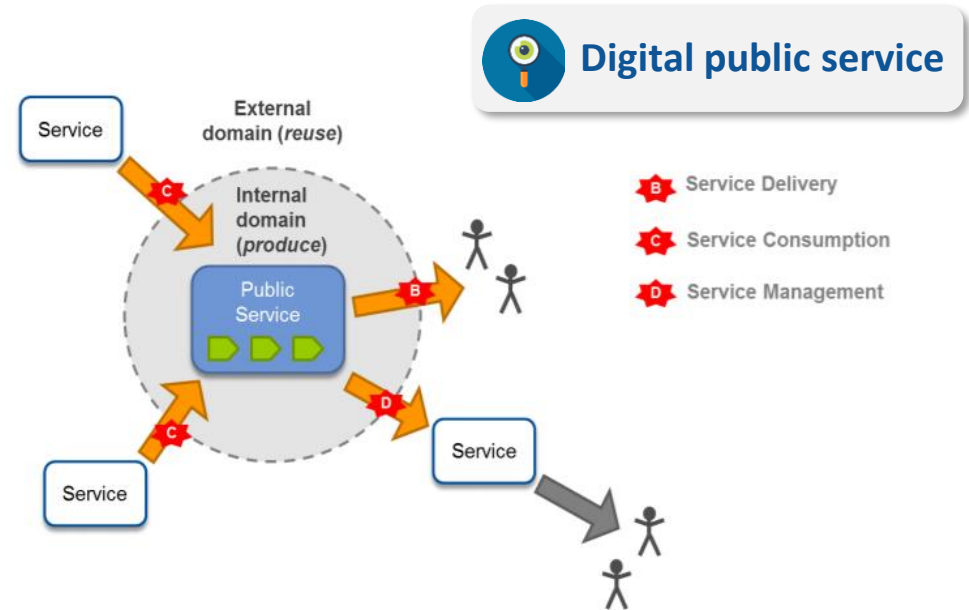 Digital public service
Service
External
domain (reuse)
C
Internal
domain
(produce)
B Service Delivery
C Service Consumption
D Service Management
Public
Service
B
D
C
Service
Service